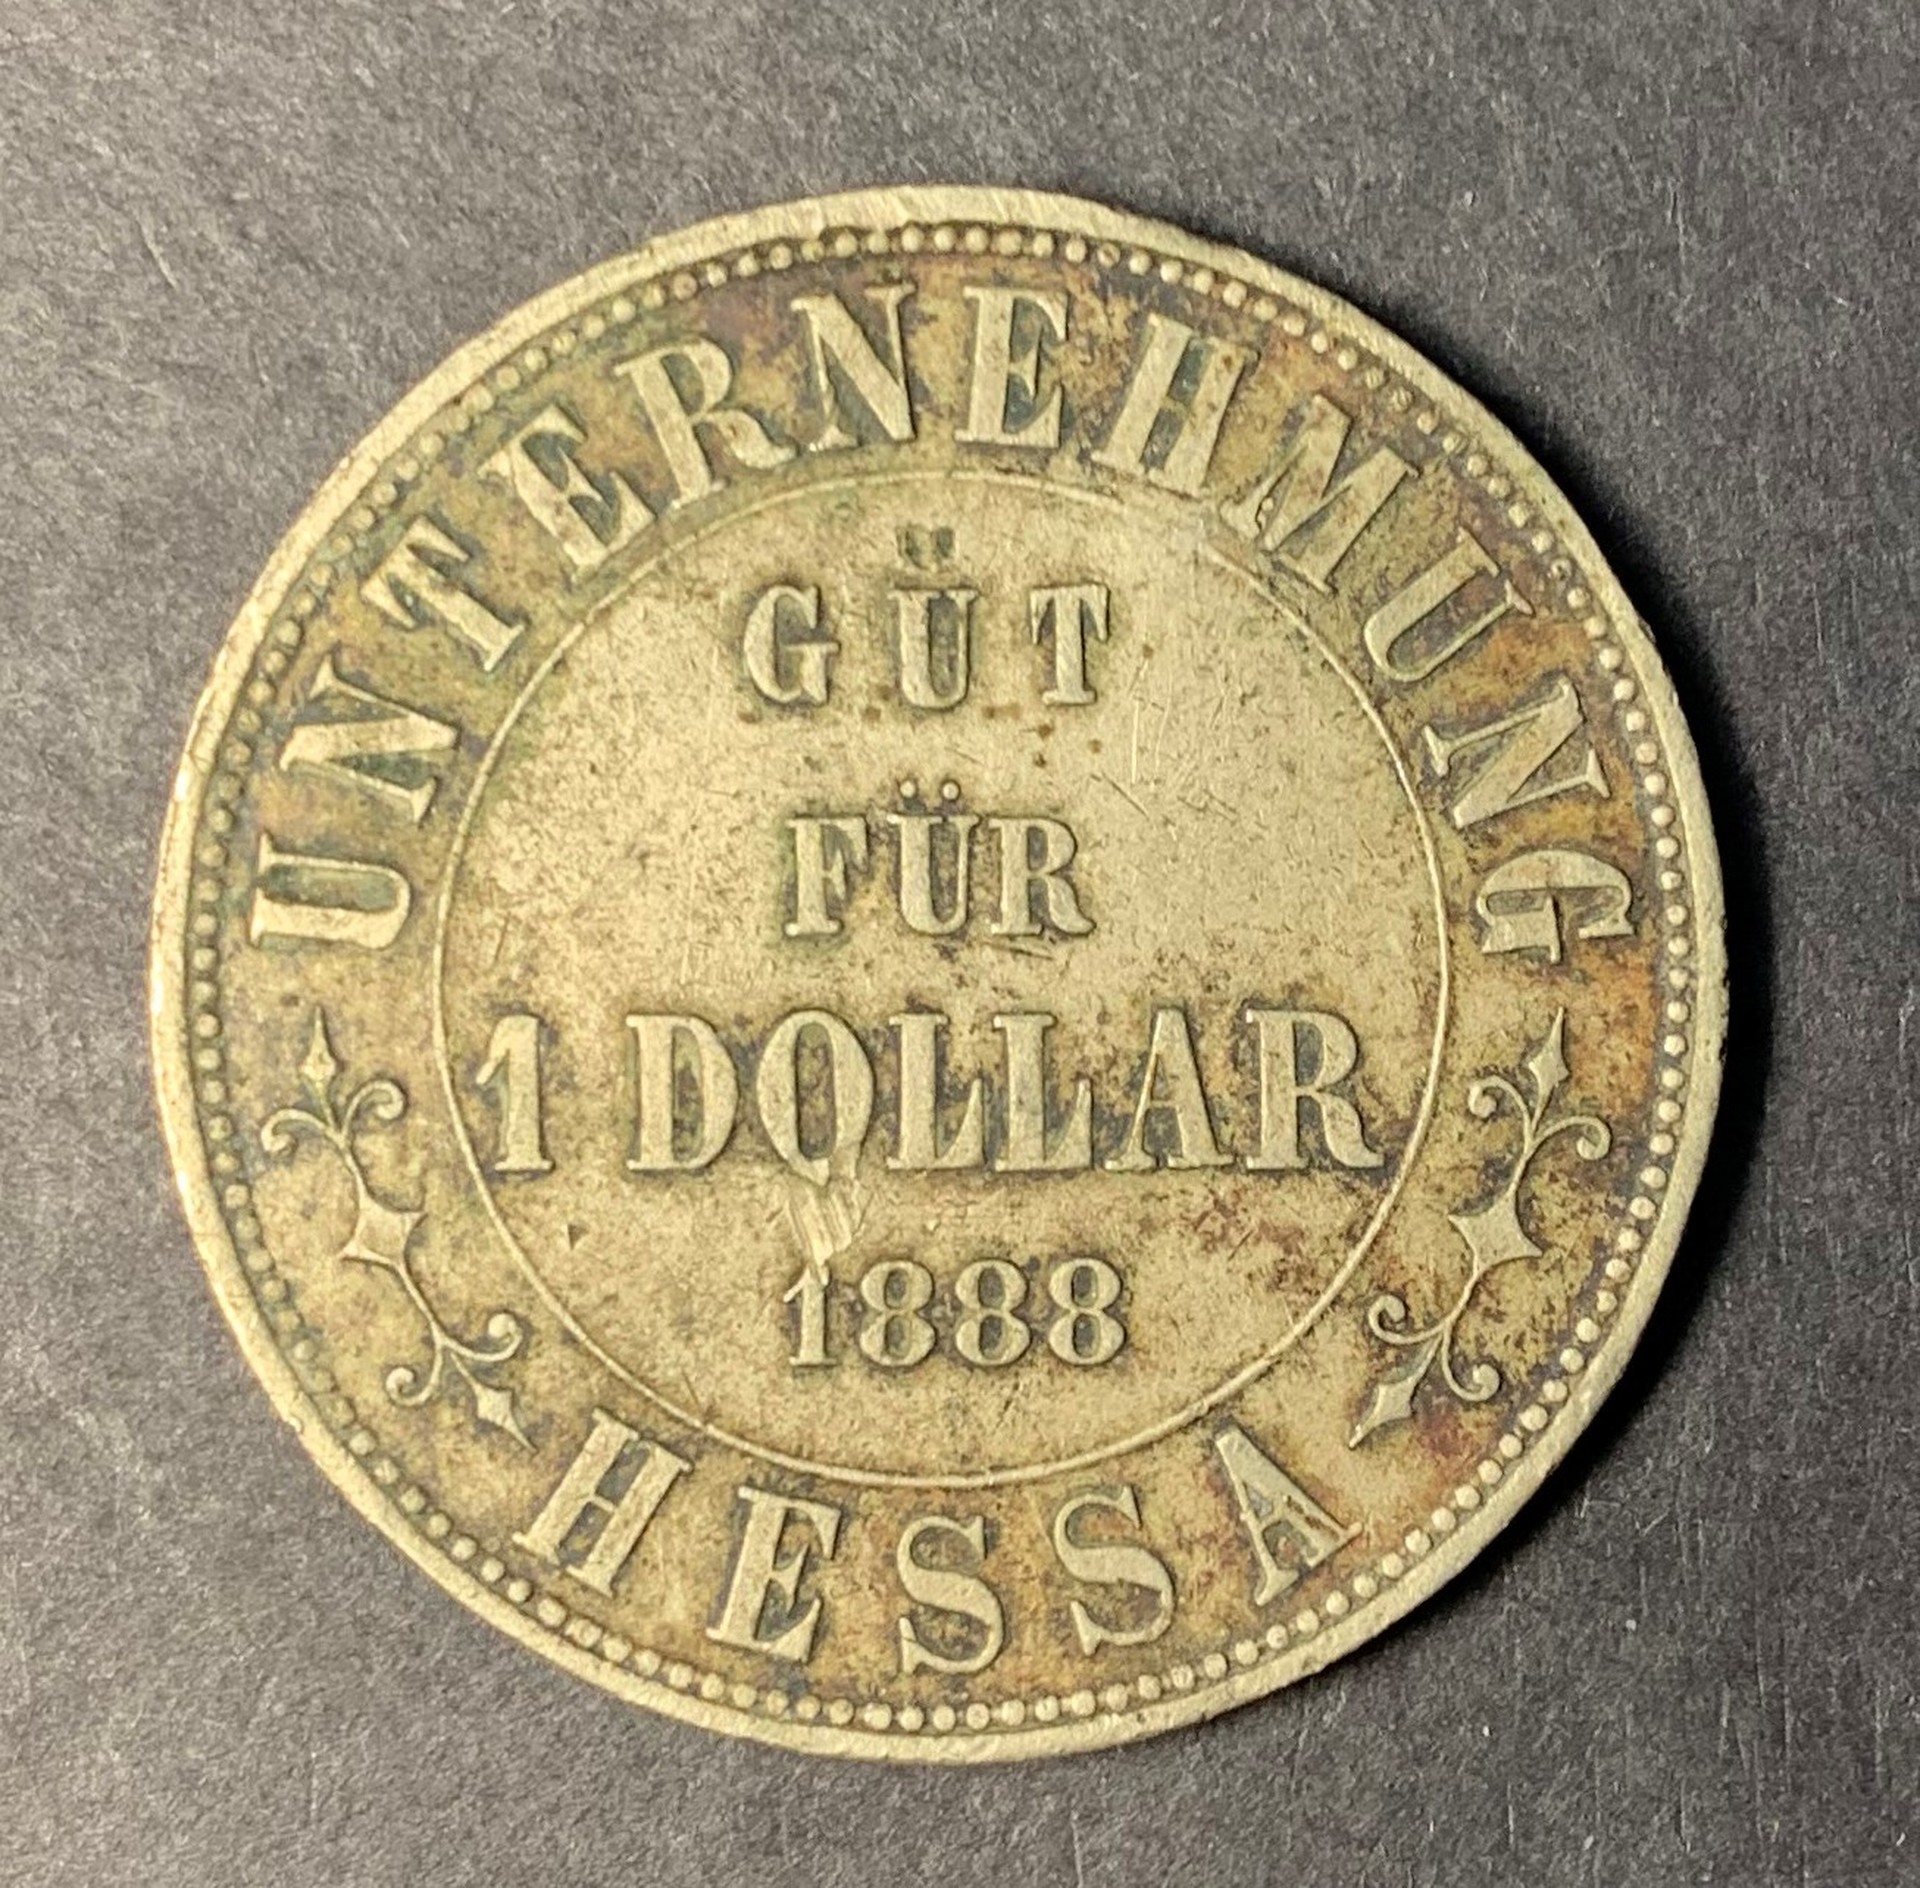 UNTERNEHMUNG
GÜT
FÜR
1 DOLLAR
1888
HESSA